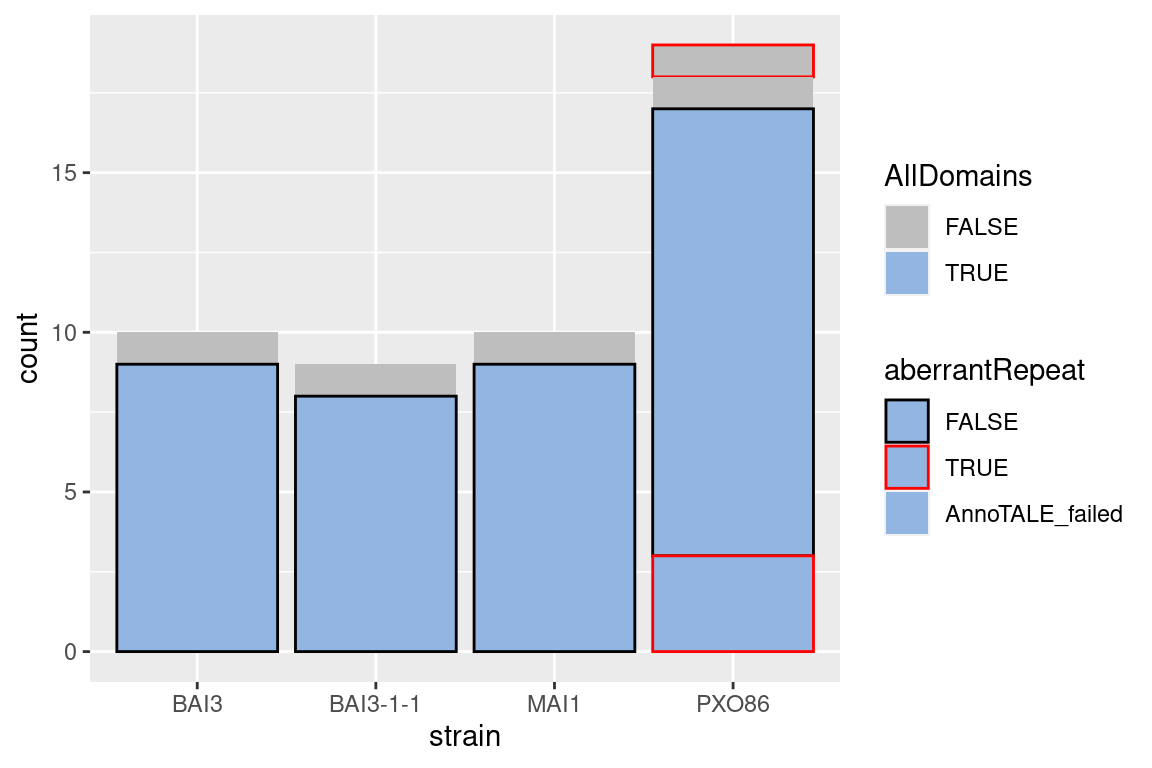 count
15
10
5
0
BAI3
BAI3-1-1
MAI1
PXO86
strain
AllDomains
FALSE
TRUE
aberrantRepeat
FALSE
TRUE
AnnoTALE_failed